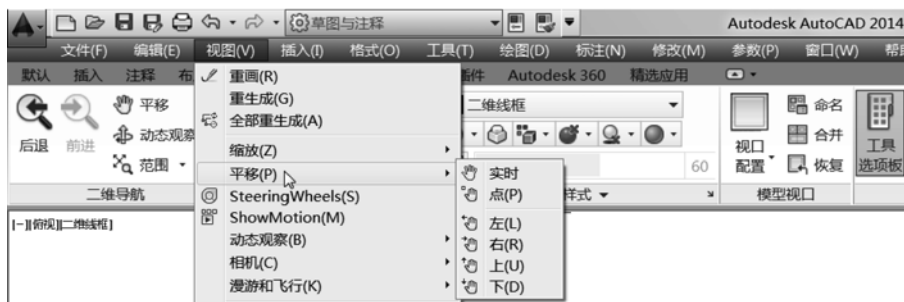 草图与注释 Autodesk AutoCAD 2014
文件(F) 编辑(E) 视图(V) 插入(I) 格式(O) 工具(T) 绘图(D) 标注(N) 修改(M) 参数(P) 窗口(W)
默认 插入 注释 Autodesk 360 精选应用
重画(R)
重生成(G)
全部重生成(A)
缩放(Z)
平移(P)
SteeringWheels(S)
ShowMotion(M)
动态观察(B)
相机(C)
漫游和飞行(K)
实时
点(P)
左(L)
右(R)
上(U)
下(D)
后退
前进
平移
动态观察
范围
二维导航
二维线框
60
视口
配置
命名
合并
恢复
模型视口
工具
选项板
[-][俯视][二维线框]